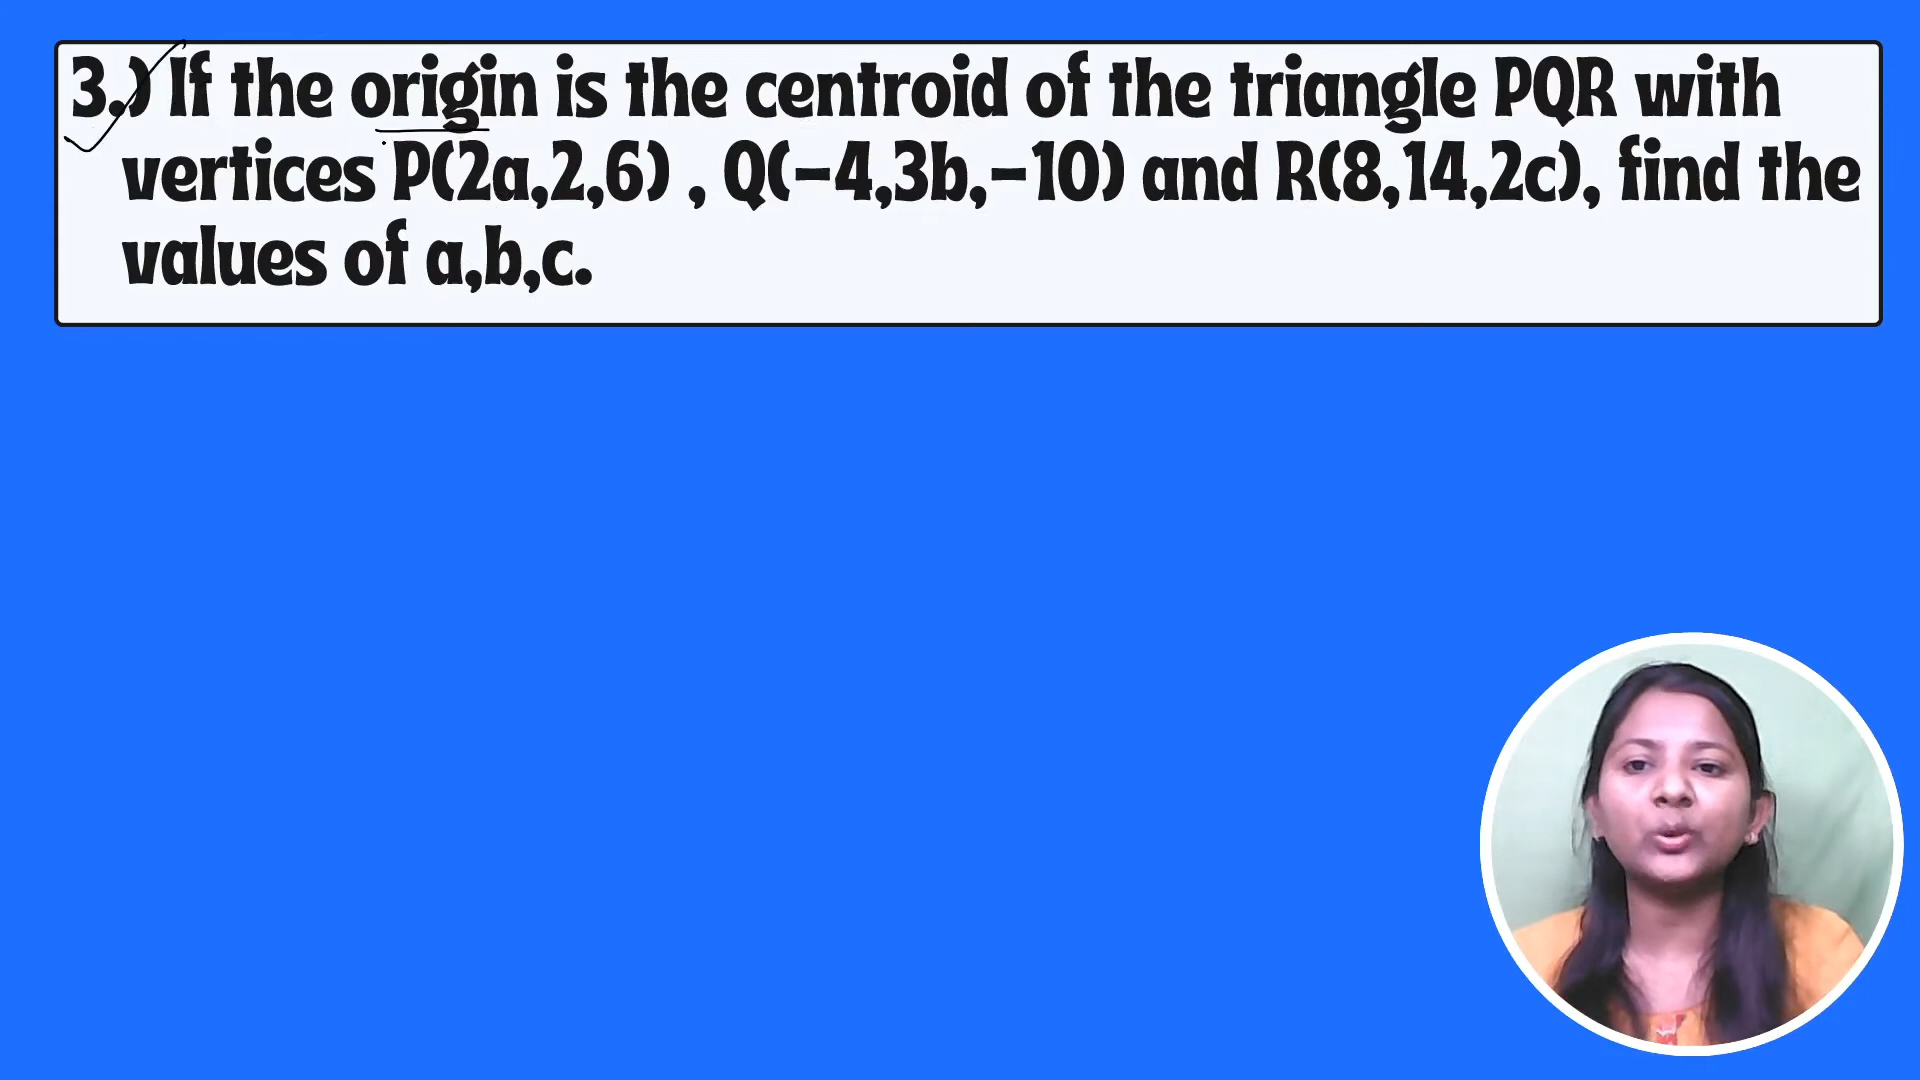 3.) If the origin is the centroid of the triangle PQR with
vertices P(2a,2,6) , Q(−4,3b,−10) and R(8,14,2c), find the
values of a,b,c.